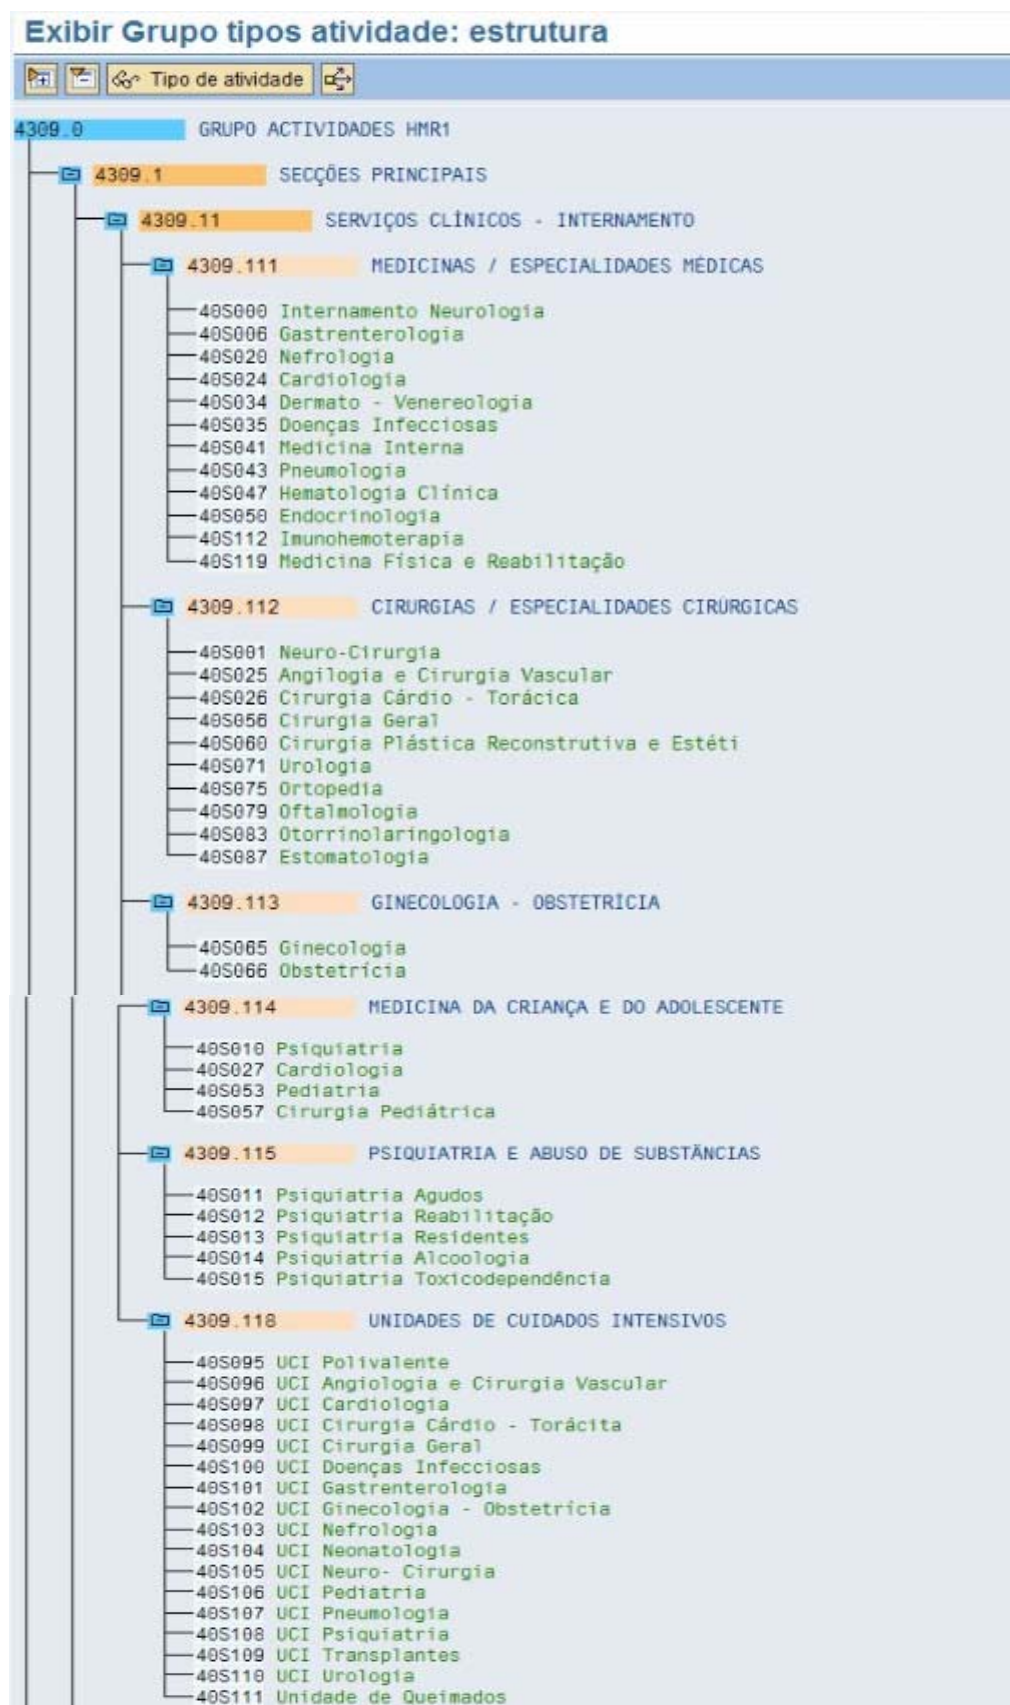 Exibir Grupo tipos atividade: estrutura
Tipo de atividade
4309.0 GRUPO ACTIVIDADES HMR1
4309.1 SECÇÕES PRINCIPAIS
4309.11 SERVIÇOS CLÍNICOS - INTERNAMENTO
4309.111 MEDICINAS / ESPECIALIDADES MÉDICAS
40S000 Internamento Neurologia
40S006 Gastrenterologia
40S020 Nefrologia
40S024 Cardiologia
40S034 Dermato - Venereologia
40S035 Doenças Infecciosas
40S041 Medicina Interna
40S043 Pneumologia
40S047 Hematologia Clínica
40S050 Endocrinologia
40S112 Imunohemoterapia
40S119 Medicina Física e Reabilitação
4309.112 CIRURGIAS / ESPECIALIDADES CIRÚRGICAS
40S001 Neuro-Cirurgia
40S025 Angilogia e Cirurgia Vascular
40S026 Cirurgia Cárdio - Torácica
40S056 Cirurgia Geral
40S060 Cirurgia Plástica Reconstrutiva e Estéti
40S071 Urologia
40S075 Ortopedia
40S079 Oftalmologia
40S083 Otorrinolaringologia
40S087 Estomatologia
4309.113 GINECOLOGIA - OBSTETRÍCIA
40S065 Ginecologia
40S066 Obstetrícia
4309.114 MEDICINA DA CRIANÇA E DO ADOLESCENTE
40S010 Psiquiatria
40S027 Cardiologia
40S053 Pediatria
40S057 Cirurgia Pediátrica
4309.115 PSIQUIATRIA E ABUSO DE SUBSTÂNCIAS
40S011 Psiquiatria Agudos
40S012 Psiquiatria Reabilitação
40S013 Psiquiatria Residentes
40S014 Psiquiatria Alcoologia
40S015 Psiquiatria Toxicodependência
4309.118 UNIDADES DE CUIDADOS INTENSIVOS
40S095 UCI Polivalente
40S096 UCI Angiologia e Cirurgia Vascular
40S097 UCI Cardiologia
40S098 UCI Cirurgia Cárdio - Torácita
40S099 UCI Cirurgia Geral
40S100 UCI Doenças Infecciosas
40S101 UCI Gastrenterologia
40S102 UCI Ginecologia - Obstetrícia
40S103 UCI Nefrologia
40S104 UCI Neonatologia
40S105 UCI Neuro- Cirurgia
40S106 UCI Pediatria
40S107 UCI Pneumologia
40S108 UCI Psiquiatria
40S109 UCI Transplantes
40S110 UCI Urologia
40S111 Unidade de Queimados